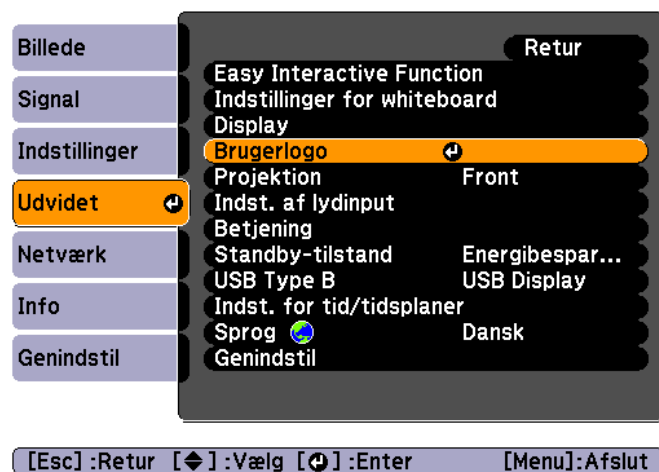 Billede
Signal
Indstillinger
Udvidet
Netværk
Info
Genindstil
Retur
Easy Interactive Function
Indstillinger for whiteboard
Display
Brugerlogo
Projektion Front
Indst. af lydinput
Betjening
Standby-tilstand Energibespar...
USB Type B USB Display
Indst. for tid/tidsplaner
Sprog Dansk
Genindstil
[Esc] :Retur [◆] :Vælg [⏎] :Enter [Menu]:Afslut